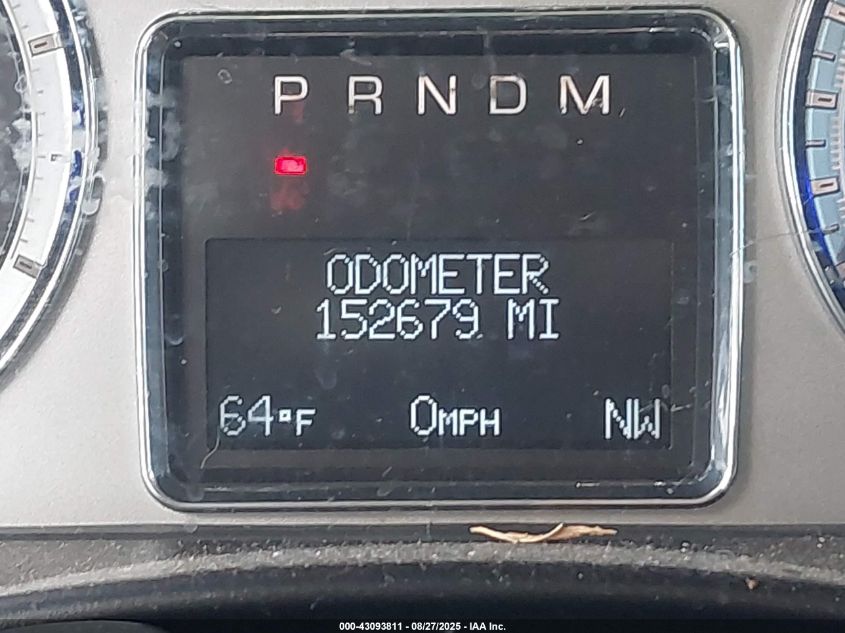 P R N D M
ODOMETER
152679 MI
64°F 0MPH NW
000-43093811 - 08/27/2025 - IAA Inc.